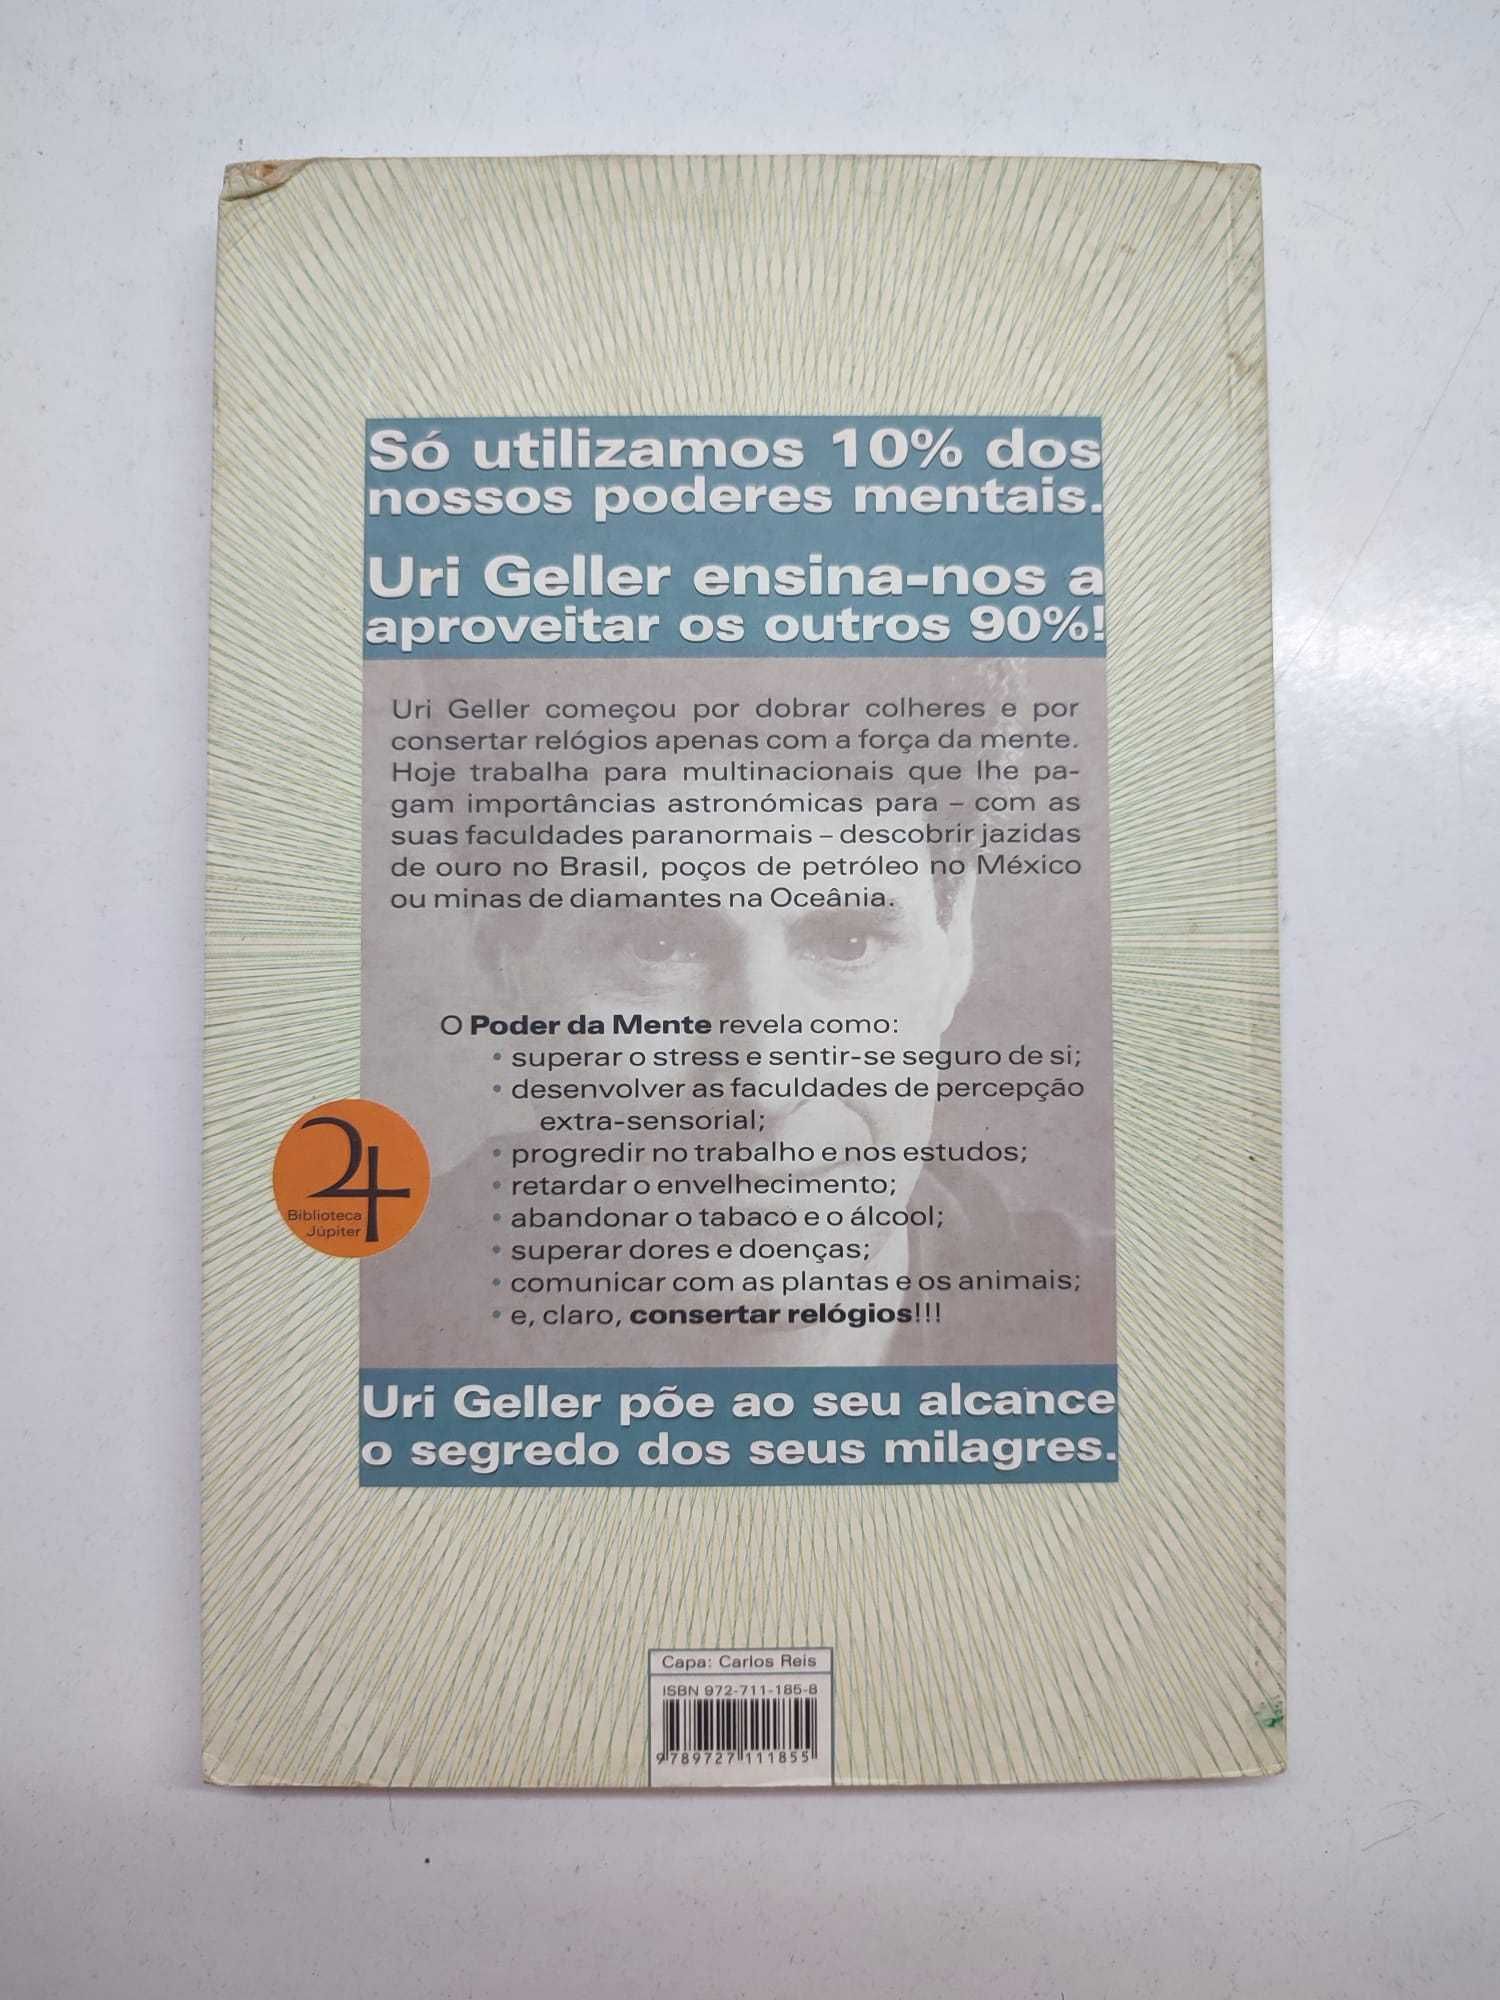 Só utilizamos 10% dos
nossos poderes mentais.
Uri Geller ensina-nos a
aproveitar os outros 90%!
Uri Geller começou por dobrar colheres e por
consertar relógios apenas com a força da mente.
Hoje trabalha para multinacionais que lhe pa-
gam importâncias astronómicas para – com as
suas faculdades paranormais – descobrir jazidas
de ouro no Brasil, poços de petróleo no México
ou minas de diamantes na Oceânia.
O Poder da Mente revela como:
• superar o stress e sentir-se seguro de si;
• desenvolver as faculdades de percepção
extra-sensorial;
• progredir no trabalho e nos estudos;
• retardar o envelhecimento;
• abandonar o tabaco e o álcool;
• superar dores e doenças;
• comunicar com as plantas e os animais;
• e, claro, consertar relógios!!!
Biblioteca
Júpiter
Uri Geller põe ao seu alcance
o segredo dos seus milagres.
Capa: Carlos Reis
ISBN 972-711-185-8
9789727111855